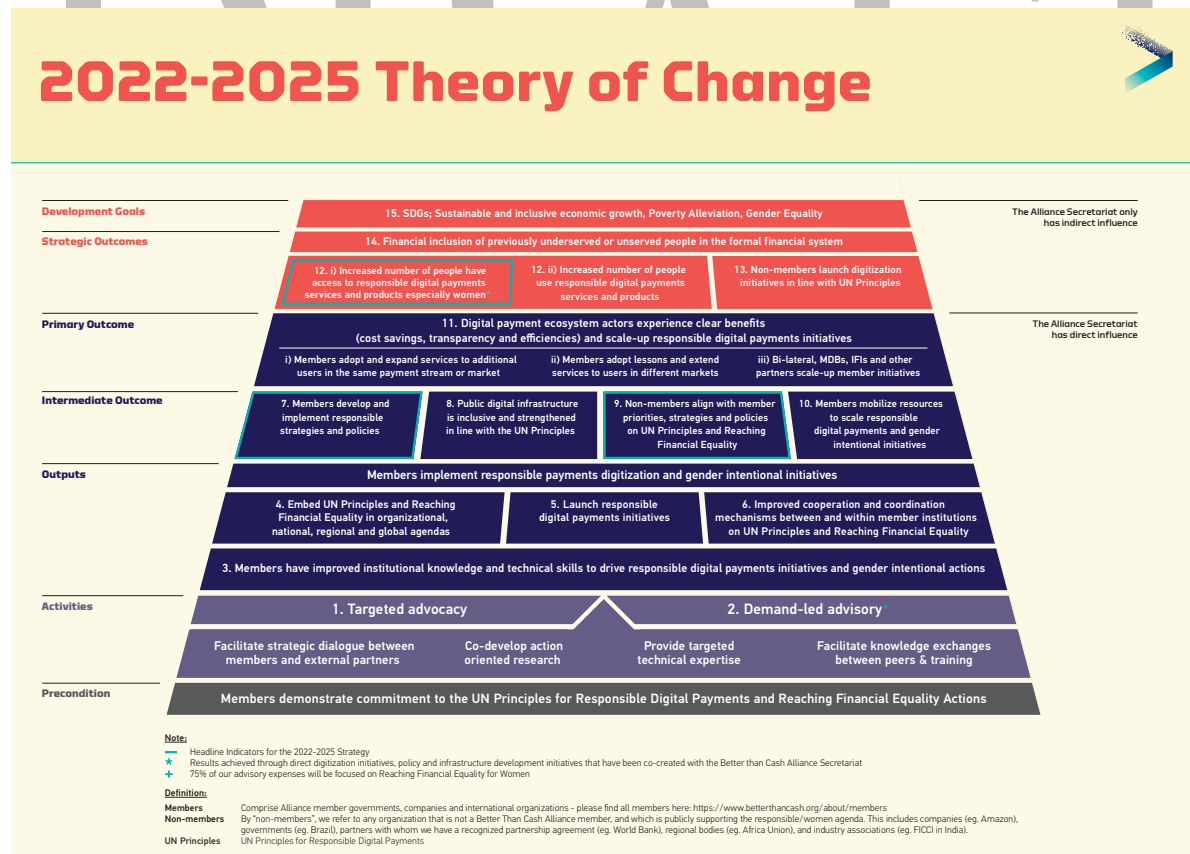 2022-2025 Theory of Change
Development Goals
15. SDGs; Sustainable and inclusive economic growth, Poverty Alleviation, Gender Equality
The Alliance Secretariat only
has indirect influence
Strategic Outcomes
14. Financial inclusion of previously underserved or unserved people in the formal financial system
12. i) Increased number of people have
access to responsible digital payments
services and products especially women*
12. ii) Increased number of people
use responsible digital payments
services and products
13. Non-members launch digitization
initiatives in line with UN Principles
Primary Outcome
11. Digital payment ecosystem actors experience clear benefits
(cost savings, transparency and efficiencies) and scale-up responsible digital payments initiatives
The Alliance Secretariat
has direct influence
i) Members adopt and expand services to additional
users in the same payment stream or market
ii) Members adopt lessons and extend
services to users in different markets
iii) Bi-lateral, MDBs, IFIs and other
partners scale-up member initiatives
Intermediate Outcome
7. Members develop and
implement responsible
strategies and policies
8. Public digital infrastructure
is inclusive and strengthened
in line with the UN Principles
9. Non-members align with member
priorities, strategies and policies
on UN Principles and Reaching
Financial Equality
10. Members mobilize resources
to scale responsible
digital payments and gender
intentional initiatives
Outputs
Members implement responsible payments digitization and gender intentional initiatives
4. Embed UN Principles and Reaching
Financial Equality in organizational,
national, regional and global agendas
5. Launch responsible
digital payments initiatives
6. Improved cooperation and coordination
mechanisms between and within member institutions
on UN Principles and Reaching Financial Equality
3. Members have improved institutional knowledge and technical skills to drive responsible digital payments initiatives and gender intentional actions
Activities
1. Targeted advocacy
2. Demand-led advisory+
Facilitate strategic dialogue between
members and external partners
Co-develop action
oriented research
Provide targeted
technical expertise
Facilitate knowledge exchanges
between peers & training
Precondition
Members demonstrate commitment to the UN Principles for Responsible Digital Payments and Reaching Financial Equality Actions
Note:
— Headline Indicators for the 2022-2025 Strategy
* Results achieved through direct digitization initiatives, policy and infrastructure development initiatives that have been co-created with the Better than Cash Alliance Secretariat
+ 75% of our advisory expenses will be focused on Reaching Financial Equality for Women
Definition:
Members Comprise Alliance member governments, companies and international organizations - please find all members here: https://www.betterthancash.org/about/members
Non-members By "non-members", we refer to any organization that is not a Better Than Cash Alliance member, and which is publicly supporting the responsible/women agenda. This includes companies (eg. Amazon),
governments (eg. Brazil), partners with whom we have a recognized partnership agreement (eg. World Bank), regional bodies (eg. Africa Union), and industry associations (eg. FICCI in India).
UN Principles UN Principles for Responsible Digital Payments